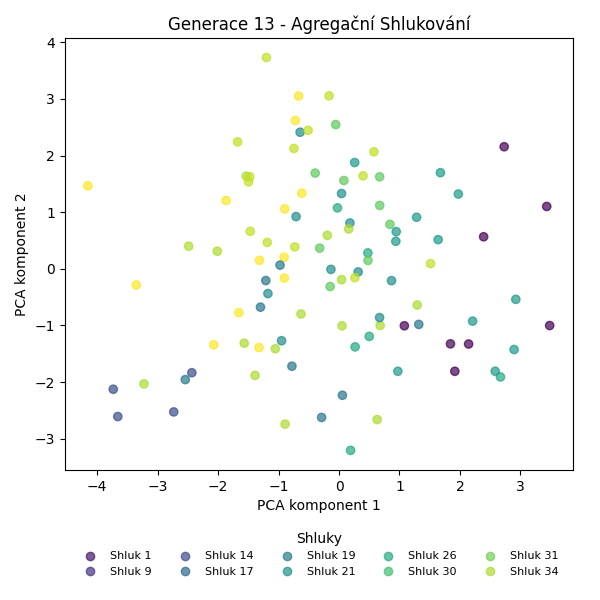 Generace 13 - Agregační Shlukování
PCA komponent 2
4
3
2
1
0
−1
−2
−3
−4 −3 −2 −1 0 1 2 3
PCA komponent 1
Shluky
Shluk 1 Shluk 14 Shluk 19 Shluk 26 Shluk 31
Shluk 9 Shluk 17 Shluk 21 Shluk 30 Shluk 34